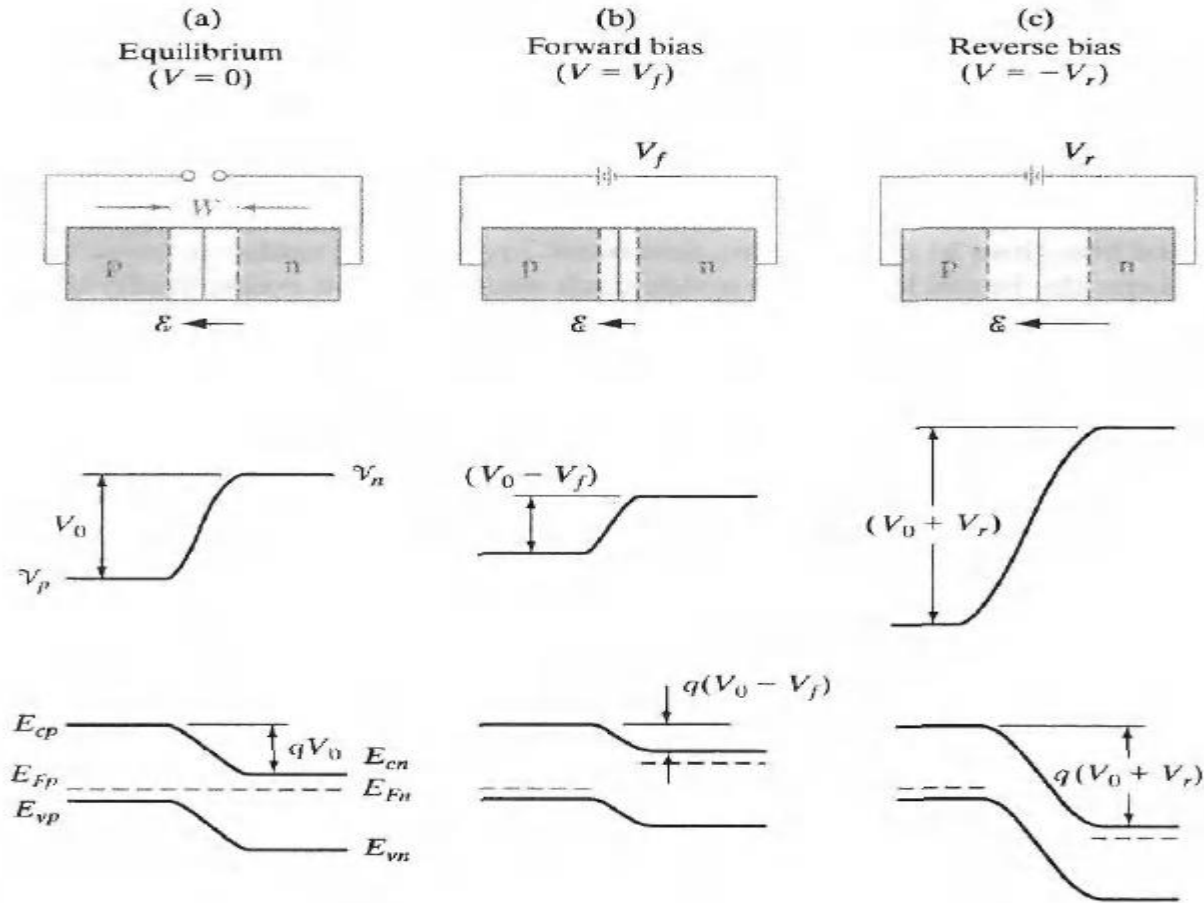 (a)
Equilibrium
(V = 0)
(b)
Forward bias
(V = V_f)
(c)
Reverse bias
(V = −V_r)
W
p
n
ℰ
V_f
p
n
ℰ
V_r
p
n
ℰ
V_0
𝒱_n
𝒱_p
(V_0 − V_f)
(V_0 + V_r)
E_cp
E_Fp
E_vp
qV_0
E_cn
E_Fn
E_vn
q(V_0 − V_f)
q(V_0 + V_r)